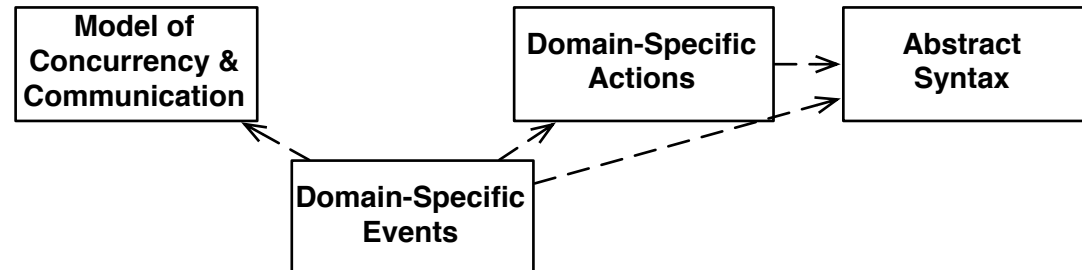 Model of
Concurrency &
Communication
Domain-Specific
Actions
Abstract
Syntax
Domain-Specific
Events